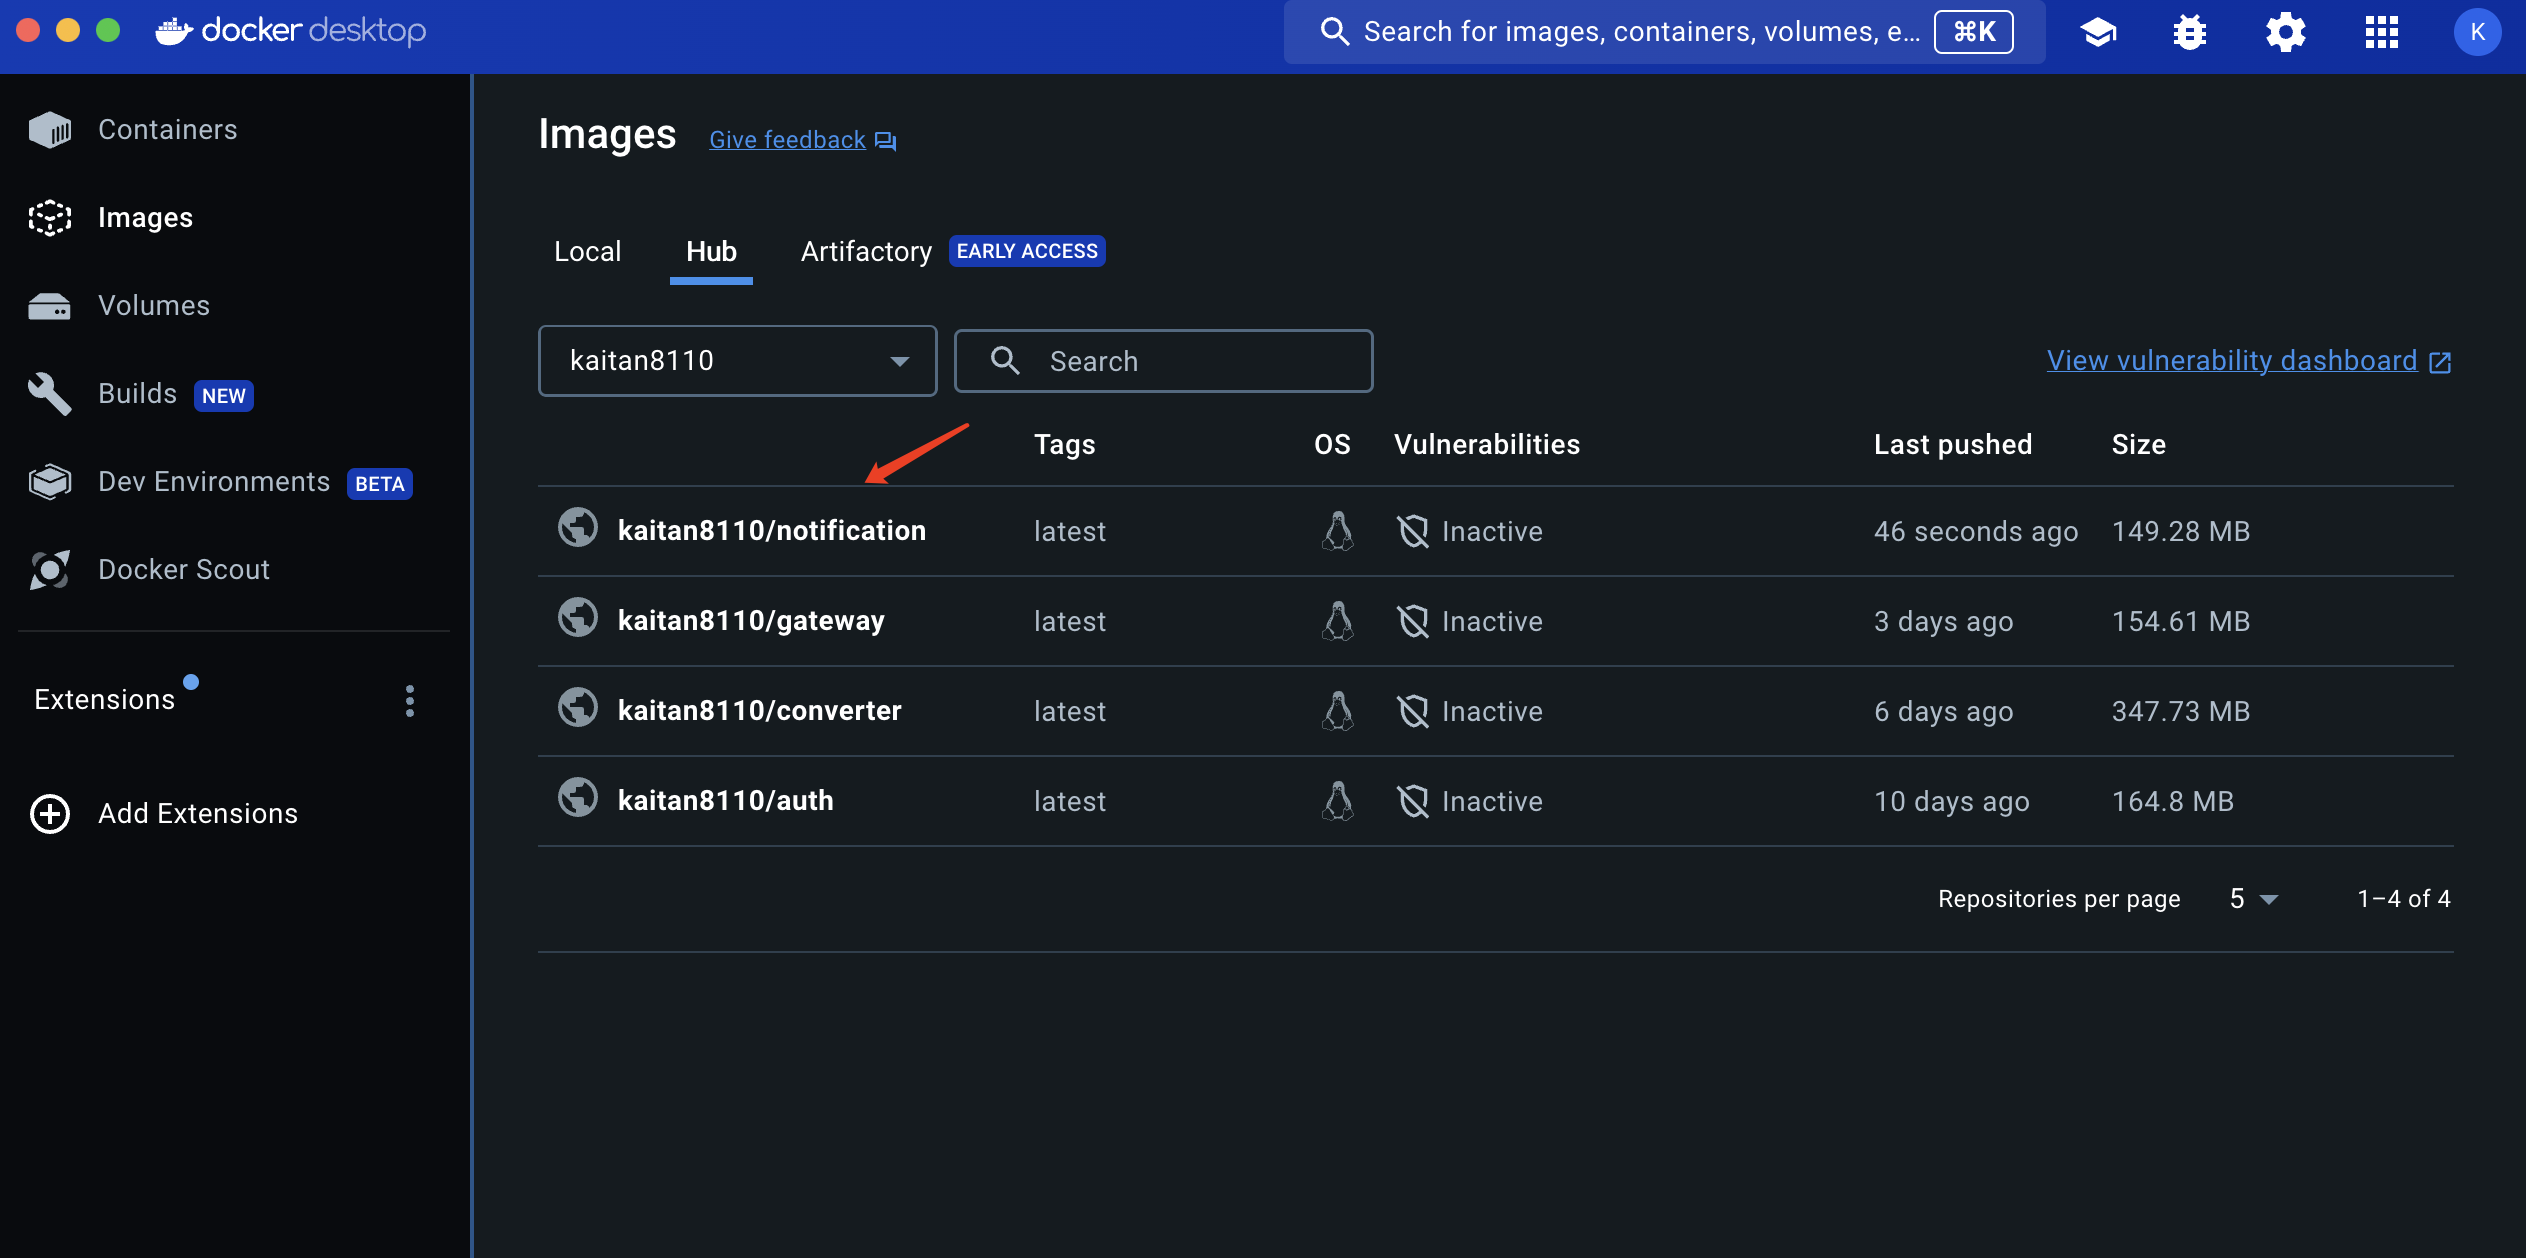 docker desktop
Search for images, containers, volumes, e... ⌘K
K
Containers
Images
Volumes
Builds NEW
Dev Environments BETA
Docker Scout
Extensions
Add Extensions
Images Give feedback
Local Hub Artifactory EARLY ACCESS
kaitan8110 Search View vulnerability dashboard
Tags OS Vulnerabilities Last pushed Size
kaitan8110/notification latest Inactive 46 seconds ago 149.28 MB
kaitan8110/gateway latest Inactive 3 days ago 154.61 MB
kaitan8110/converter latest Inactive 6 days ago 347.73 MB
kaitan8110/auth latest Inactive 10 days ago 164.8 MB
Repositories per page 5 1–4 of 4